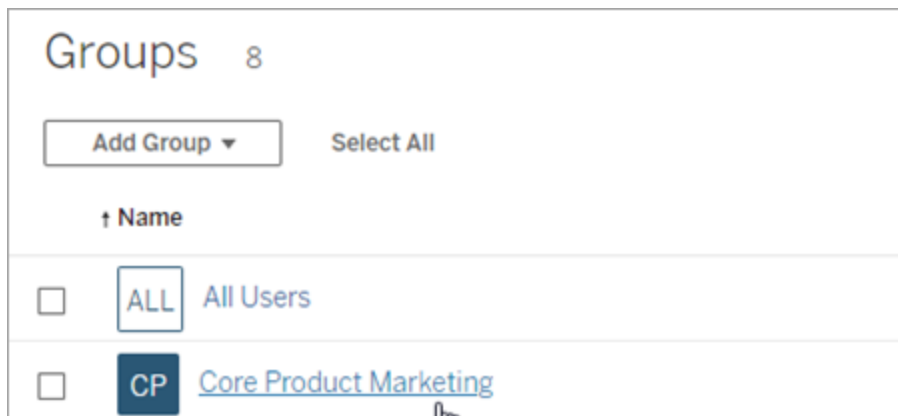 Groups 8
Add Group Select All
↑ Name
ALL All Users
CP Core Product Marketing